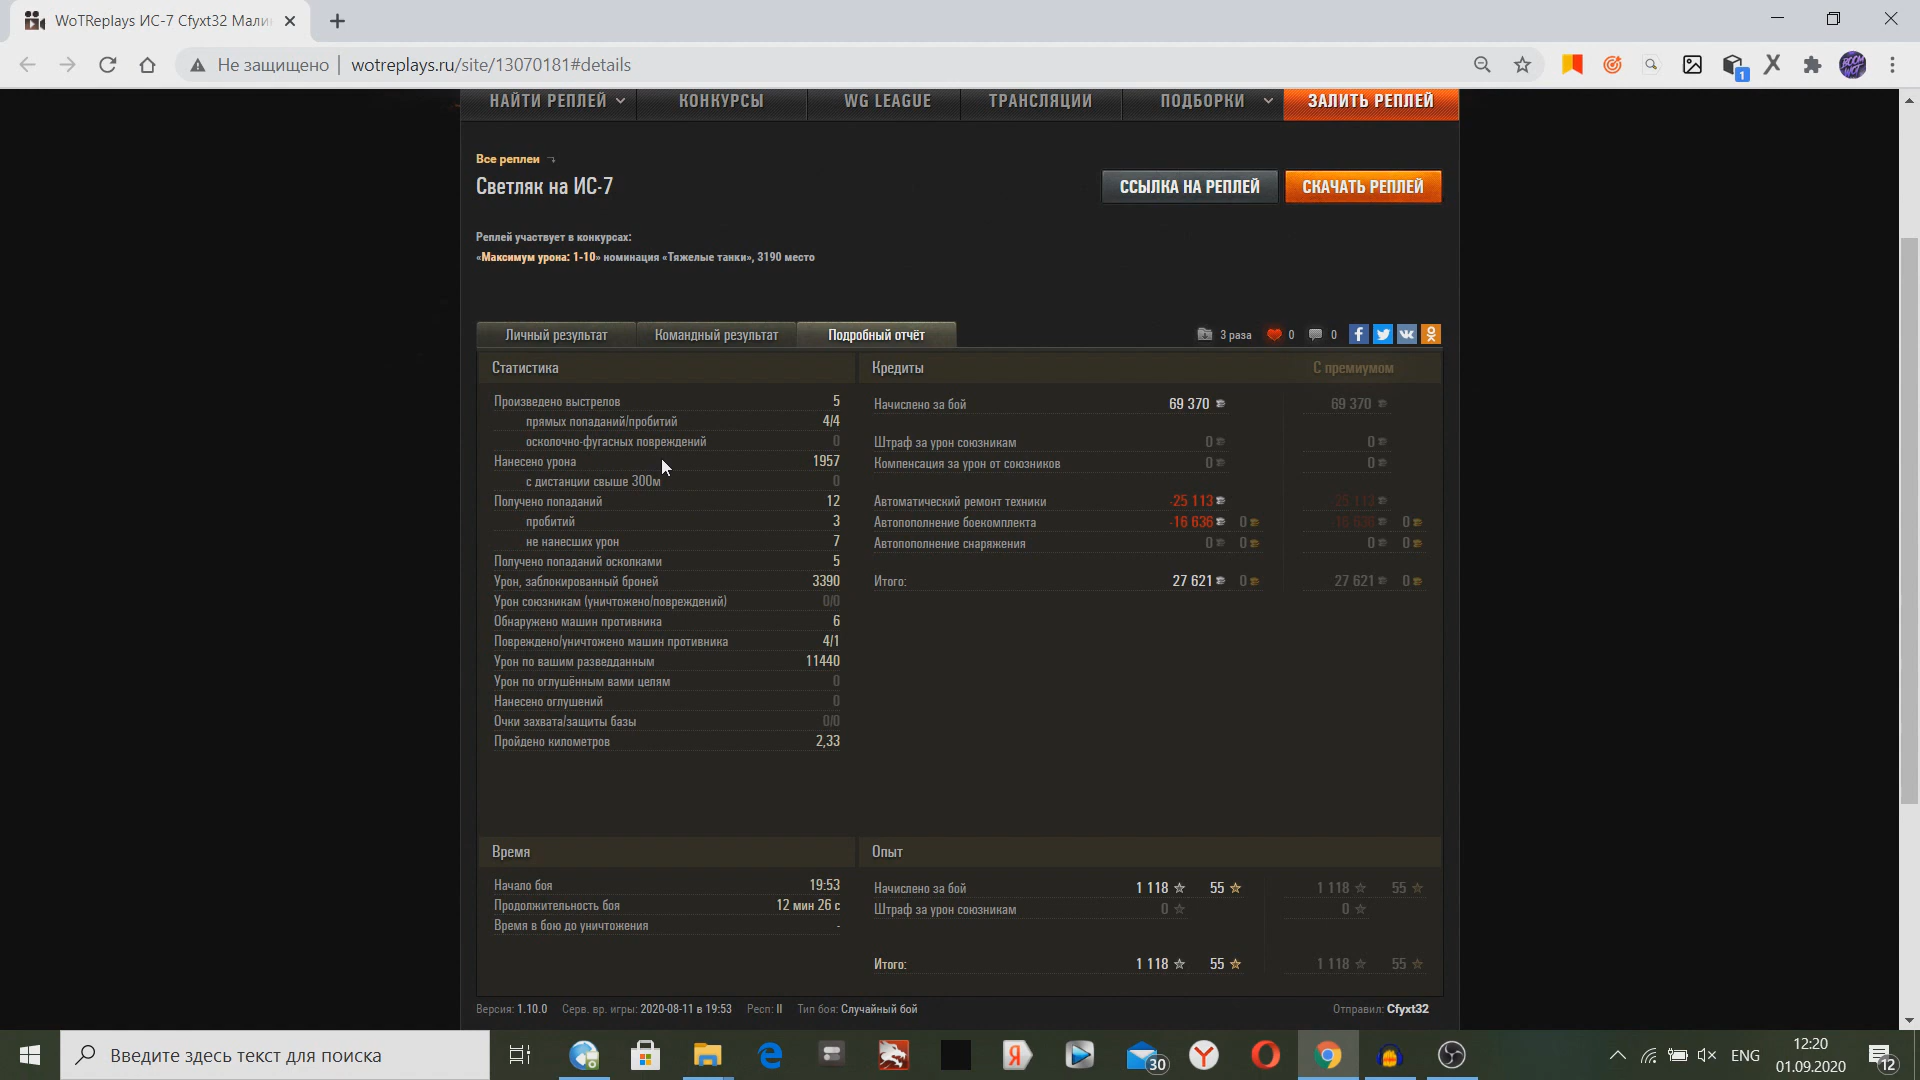 WoTReplays ИС-7 Cfyxt32 Мали
Не защищено
wotreplays.ru/site/13070181#details
1
НАЙТИ РЕПЛЕЙ
КОНКУРСЫ
WG LEAGUE
ТРАНСЛЯЦИИ
ПОДБОРКИ
ЗАЛИТЬ РЕПЛЕЙ
Все реплеи
Светляк на ИС-7
ССЫЛКА НА РЕПЛЕЙ
СКАЧАТЬ РЕПЛЕЙ
Реплей участвует в конкурсах:
«Максимум урона: 1-10» номинация «Тяжелые танки», 3190 место
Личный результат
Командный результат
Подробный отчёт
3 раза
0
0
Статистика
Произведено выстрелов 5
прямых попаданий/пробитий 4/4
осколочно-фугасных повреждений 0
Нанесено урона 1957
с дистанции свыше 300м 0
Получено попаданий 12
пробитий 3
не нанесших урон 7
Получено попаданий осколками 5
Урон, заблокированный броней 3390
Урон союзникам (уничтожено/повреждений) 0/0
Обнаружено машин противника 6
Повреждено/уничтожено машин противника 4/1
Урон по вашим разведданным 11440
Урон по оглушённым вами целям 0
Нанесено оглушений 0
Очки захвата/защиты базы 0/0
Пройдено километров 2,33
Кредиты С премиумом
Начислено за бой 69 370 69 370
Штраф за урон союзникам 0 0
Компенсация за урон от союзников 0 0
Автоматический ремонт техники -25 113 -25 113
Автопополнение боекомплекта -16 636 0 -16 636 0
Автопополнение снаряжения 0 0 0 0
Итого: 27 621 0 27 621 0
Время
Начало боя 19:53
Продолжительность боя 12 мин 26 с
Время в бою до уничтожения -
Опыт
Начислено за бой 1 118 55 1 118 55
Штраф за урон союзникам 0 0
Итого: 1 118 55 1 118 55
Версия: 1.10.0 Серв. вр. игры: 2020-08-11 в 19:53 Респ: II Тип боя: Случайный бой
Отправил: Cfyxt32
Введите здесь текст для поиска
Я
30
ENG
12:20
01.09.2020
12